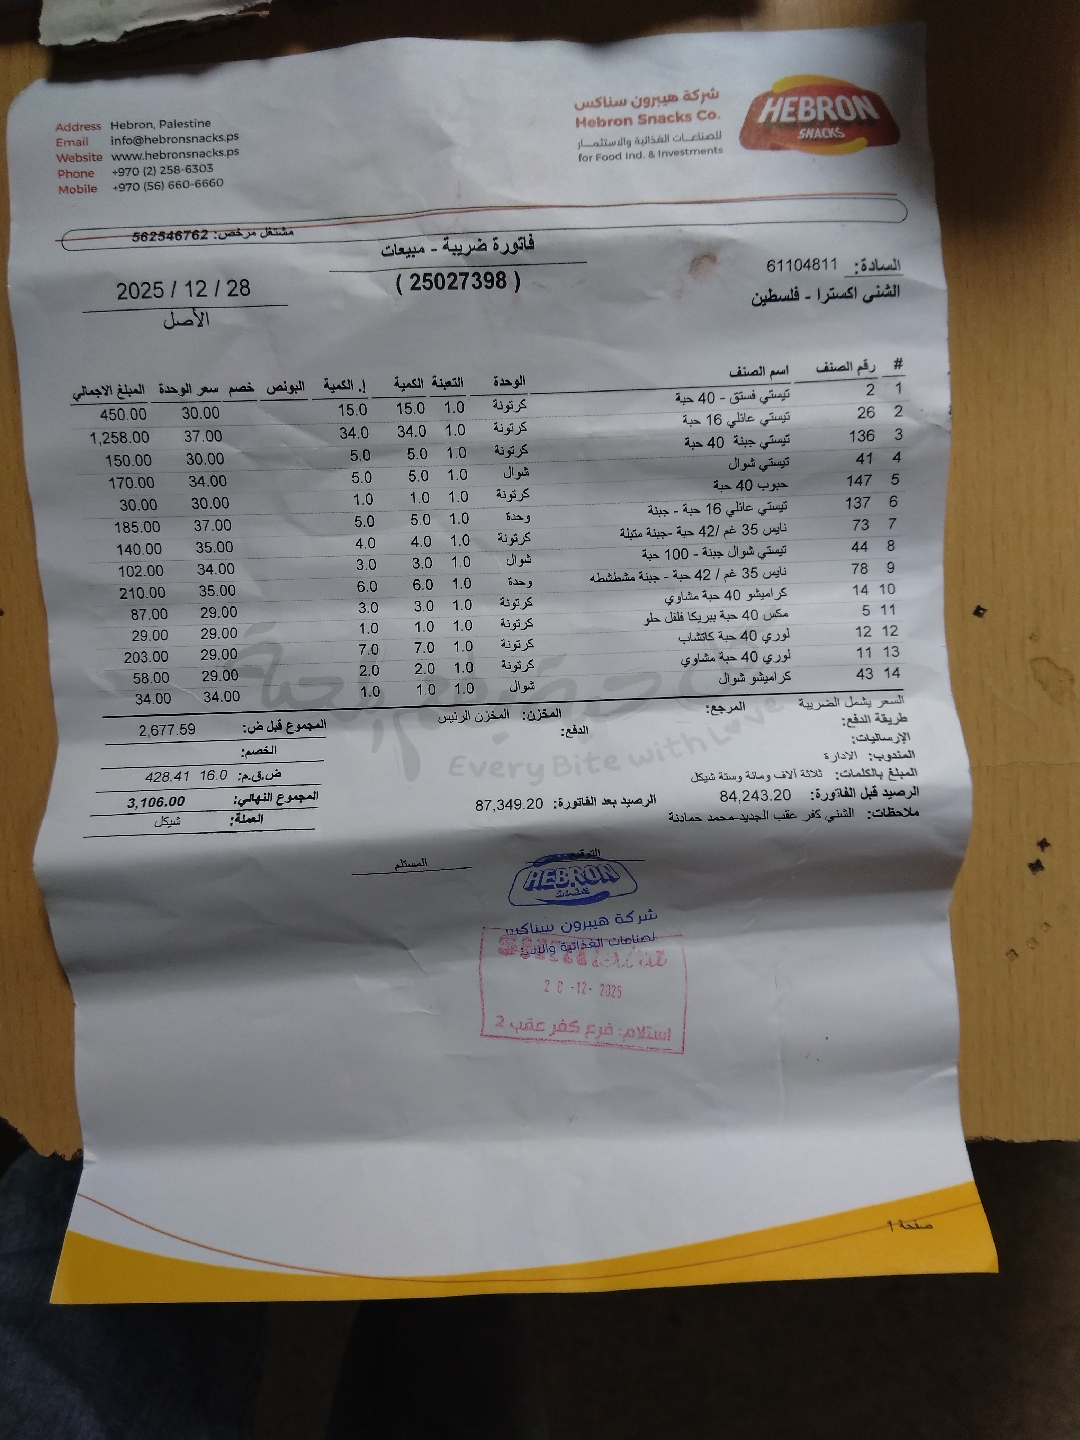 شركة هيبرون سناكس
Hebron Snacks Co.
للصناعات الغذائية والاستثمار
for Food Ind. & Investments
HEBRON
SNACKS
Address Hebron, Palestine
Email info@hebronsnacks.ps
Website www.hebronsnacks.ps
Phone +970 (2) 258-6303
Mobile +970 (56) 660-6660
مشتغل مرخص: 562546762
فاتورة ضريبة - مبيعات
( 25027398 )
السادة: 61104811
الشني اكسترا - فلسطين
2025 / 12 / 28
الأصل
# رقم الصنف اسم الصنف الوحدة التعبئة الكمية إ. الكمية البونص خصم سعر الوحدة المبلغ الاجمالي
1 2 تيستي فستق - 40 حبة كرتونة 1.0 15.0 15.0 30.00 450.00
2 26 تيستي عائلي 16 حبة كرتونة 1.0 34.0 34.0 37.00 1,258.00
3 136 تيستي جبنة 40 حبة كرتونة 1.0 5.0 5.0 30.00 150.00
4 41 تيستي شوال شوال 1.0 5.0 5.0 34.00 170.00
5 147 حبوب 40 حبة كرتونة 1.0 1.0 1.0 30.00 30.00
6 137 تيستي عائلي 16 حبة - جبنة وحدة 1.0 5.0 5.0 37.00 185.00
7 73 نايس 35 غم /42 حبة -جبنة متبلة كرتونة 1.0 4.0 4.0 35.00 140.00
8 44 تيستي شوال جبنة - 100 حبة شوال 1.0 3.0 3.0 34.00 102.00
9 78 نايس 35 غم / 42 حبة - جبنة مشطشطه وحدة 1.0 6.0 6.0 35.00 210.00
10 14 كراميشو 40 حبة مشاوي كرتونة 1.0 3.0 3.0 29.00 87.00
11 5 مكس 40 حبة ببريكا فلفل حلو كرتونة 1.0 1.0 1.0 29.00 29.00
12 12 لوري 40 حبة كاتشاب كرتونة 1.0 7.0 7.0 29.00 203.00
13 11 لوري 40 حبة مشاوي كرتونة 1.0 2.0 2.0 29.00 58.00
14 43 كراميشو شوال شوال 1.0 1.0 1.0 34.00 34.00
السعر يشمل الضريبة المرجع: المخزن: المخزن الرئيس المجموع قبل ض: 2,677.59
طريقة الدفع: الدفع:
الإرساليات: الخصم:
المندوب: الادارة
ض.ق.م: 16.0 428.41
المبلغ بالكلمات: ثلاثة آلاف ومائة وستة شيكل
المجموع النهائي: 3,106.00
الرصيد قبل الفاتورة: 84,243.20 الرصيد بعد الفاتورة: 87,349.20
العملة: شيكل
ملاحظات: الشني كفر عقب الجديد-محمد حمادنة
Every Bite with Love
التوقيع المستلم
HEBRON
شركة هيبرون سناكس
2025 -12-
استلام: فرع كفر عقب 2
صفحة 1